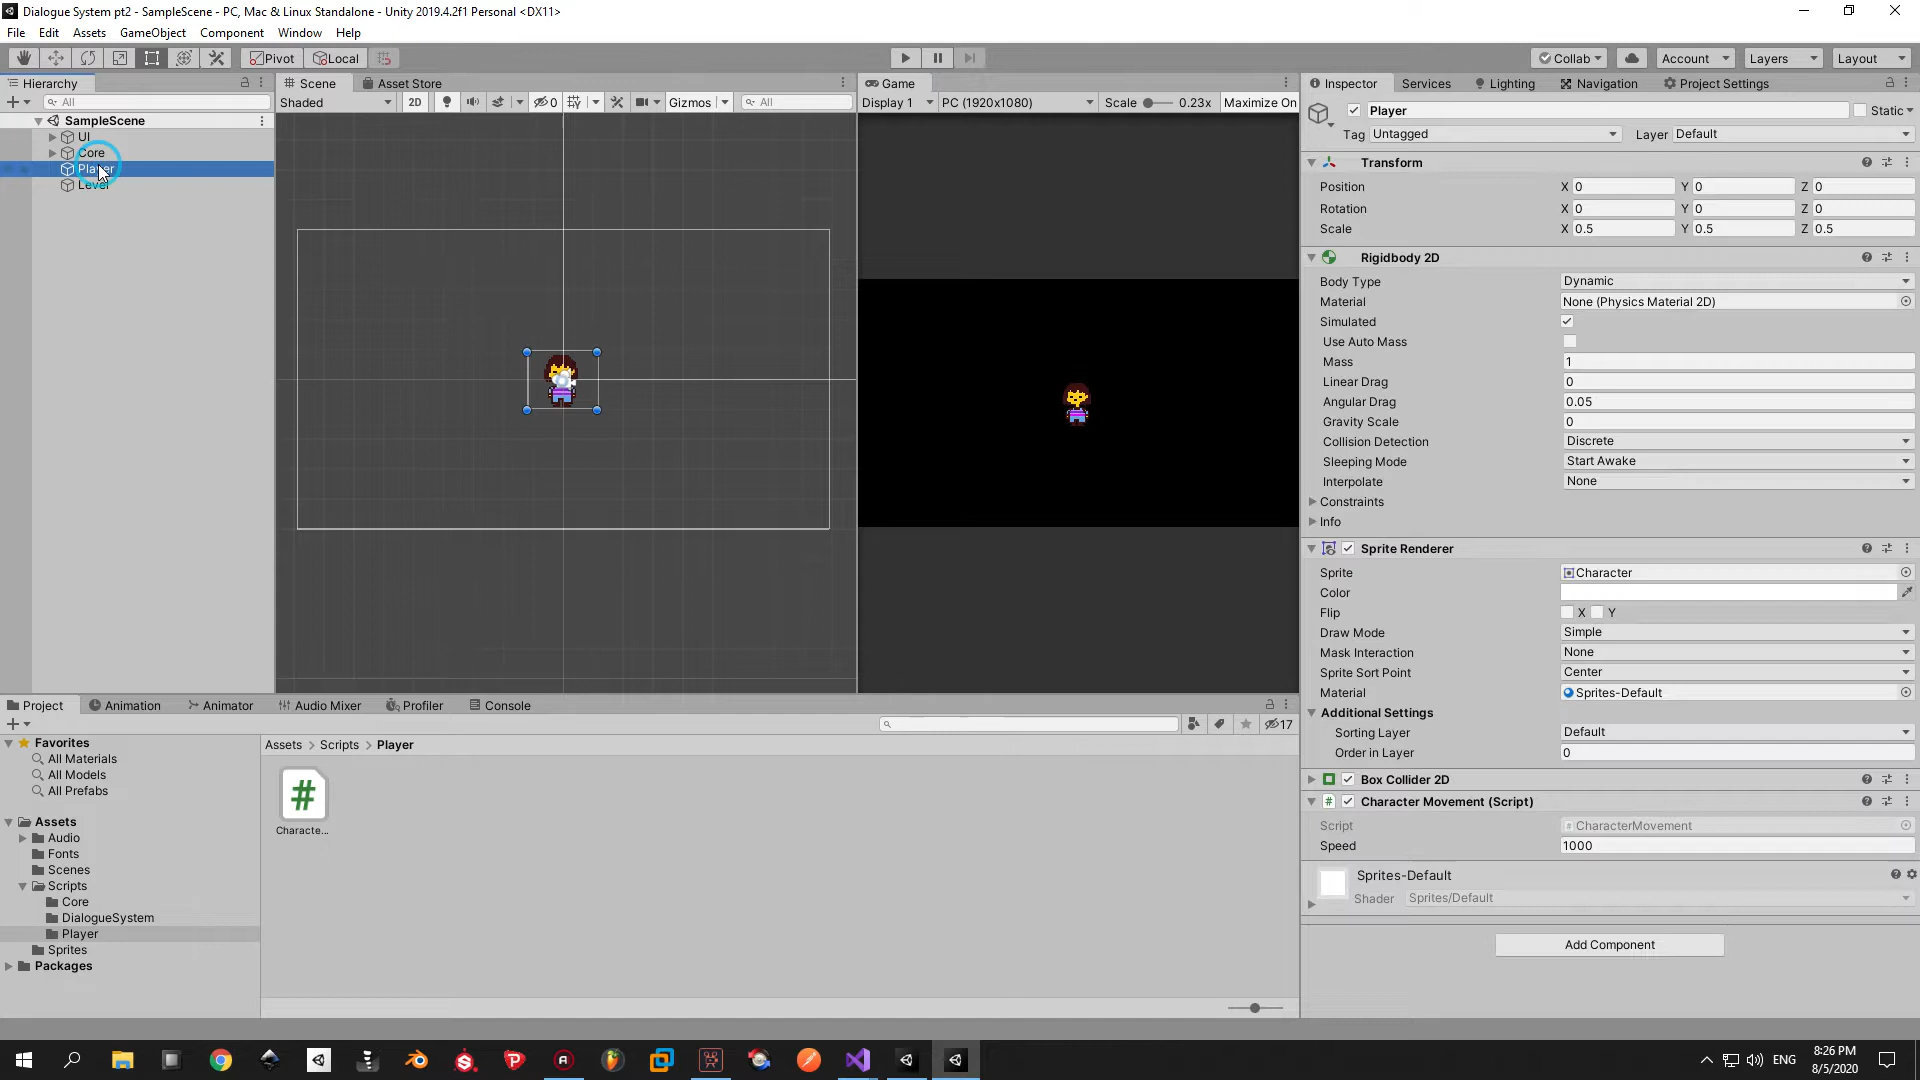 Dialogue System pt2 - SampleScene - PC, Mac & Linux Standalone - Unity 2019.4.2f1 Personal <DX11>
File Edit Assets GameObject Component Window Help
Pivot Local Collab Account Layers Layout
Hierarchy
All
SampleScene
UI
Core
Player
Level
Scene Asset Store
Shaded 2D 0 Gizmos All
Game
Display 1 PC (1920x1080) Scale 0.23x Maximize On
Inspector Services Lighting Navigation Project Settings
Player Static
Tag Untagged Layer Default
Transform
Position X 0 Y 0 Z 0
Rotation X 0 Y 0 Z 0
Scale X 0.5 Y 0.5 Z 0.5
Rigidbody 2D
Body Type Dynamic
Material None (Physics Material 2D)
Simulated
Use Auto Mass
Mass 1
Linear Drag 0
Angular Drag 0.05
Gravity Scale 0
Collision Detection Discrete
Sleeping Mode Start Awake
Interpolate None
Constraints
Info
Sprite Renderer
Sprite Character
Color
Flip X Y
Draw Mode Simple
Mask Interaction None
Sprite Sort Point Center
Material Sprites-Default
Additional Settings
Sorting Layer Default
Order in Layer 0
Box Collider 2D
# Character Movement (Script)
Script CharacterMovement
Speed 1000
Sprites-Default
Shader Sprites/Default
Add Component
Project Animation Animator Audio Mixer Profiler Console
17
Favorites
All Materials
All Models
All Prefabs
Assets
Audio
Fonts
Scenes
Scripts
Core
DialogueSystem
Player
Sprites
Packages
Assets > Scripts > Player
#
Characte...
ENG
8:26 PM
8/5/2020